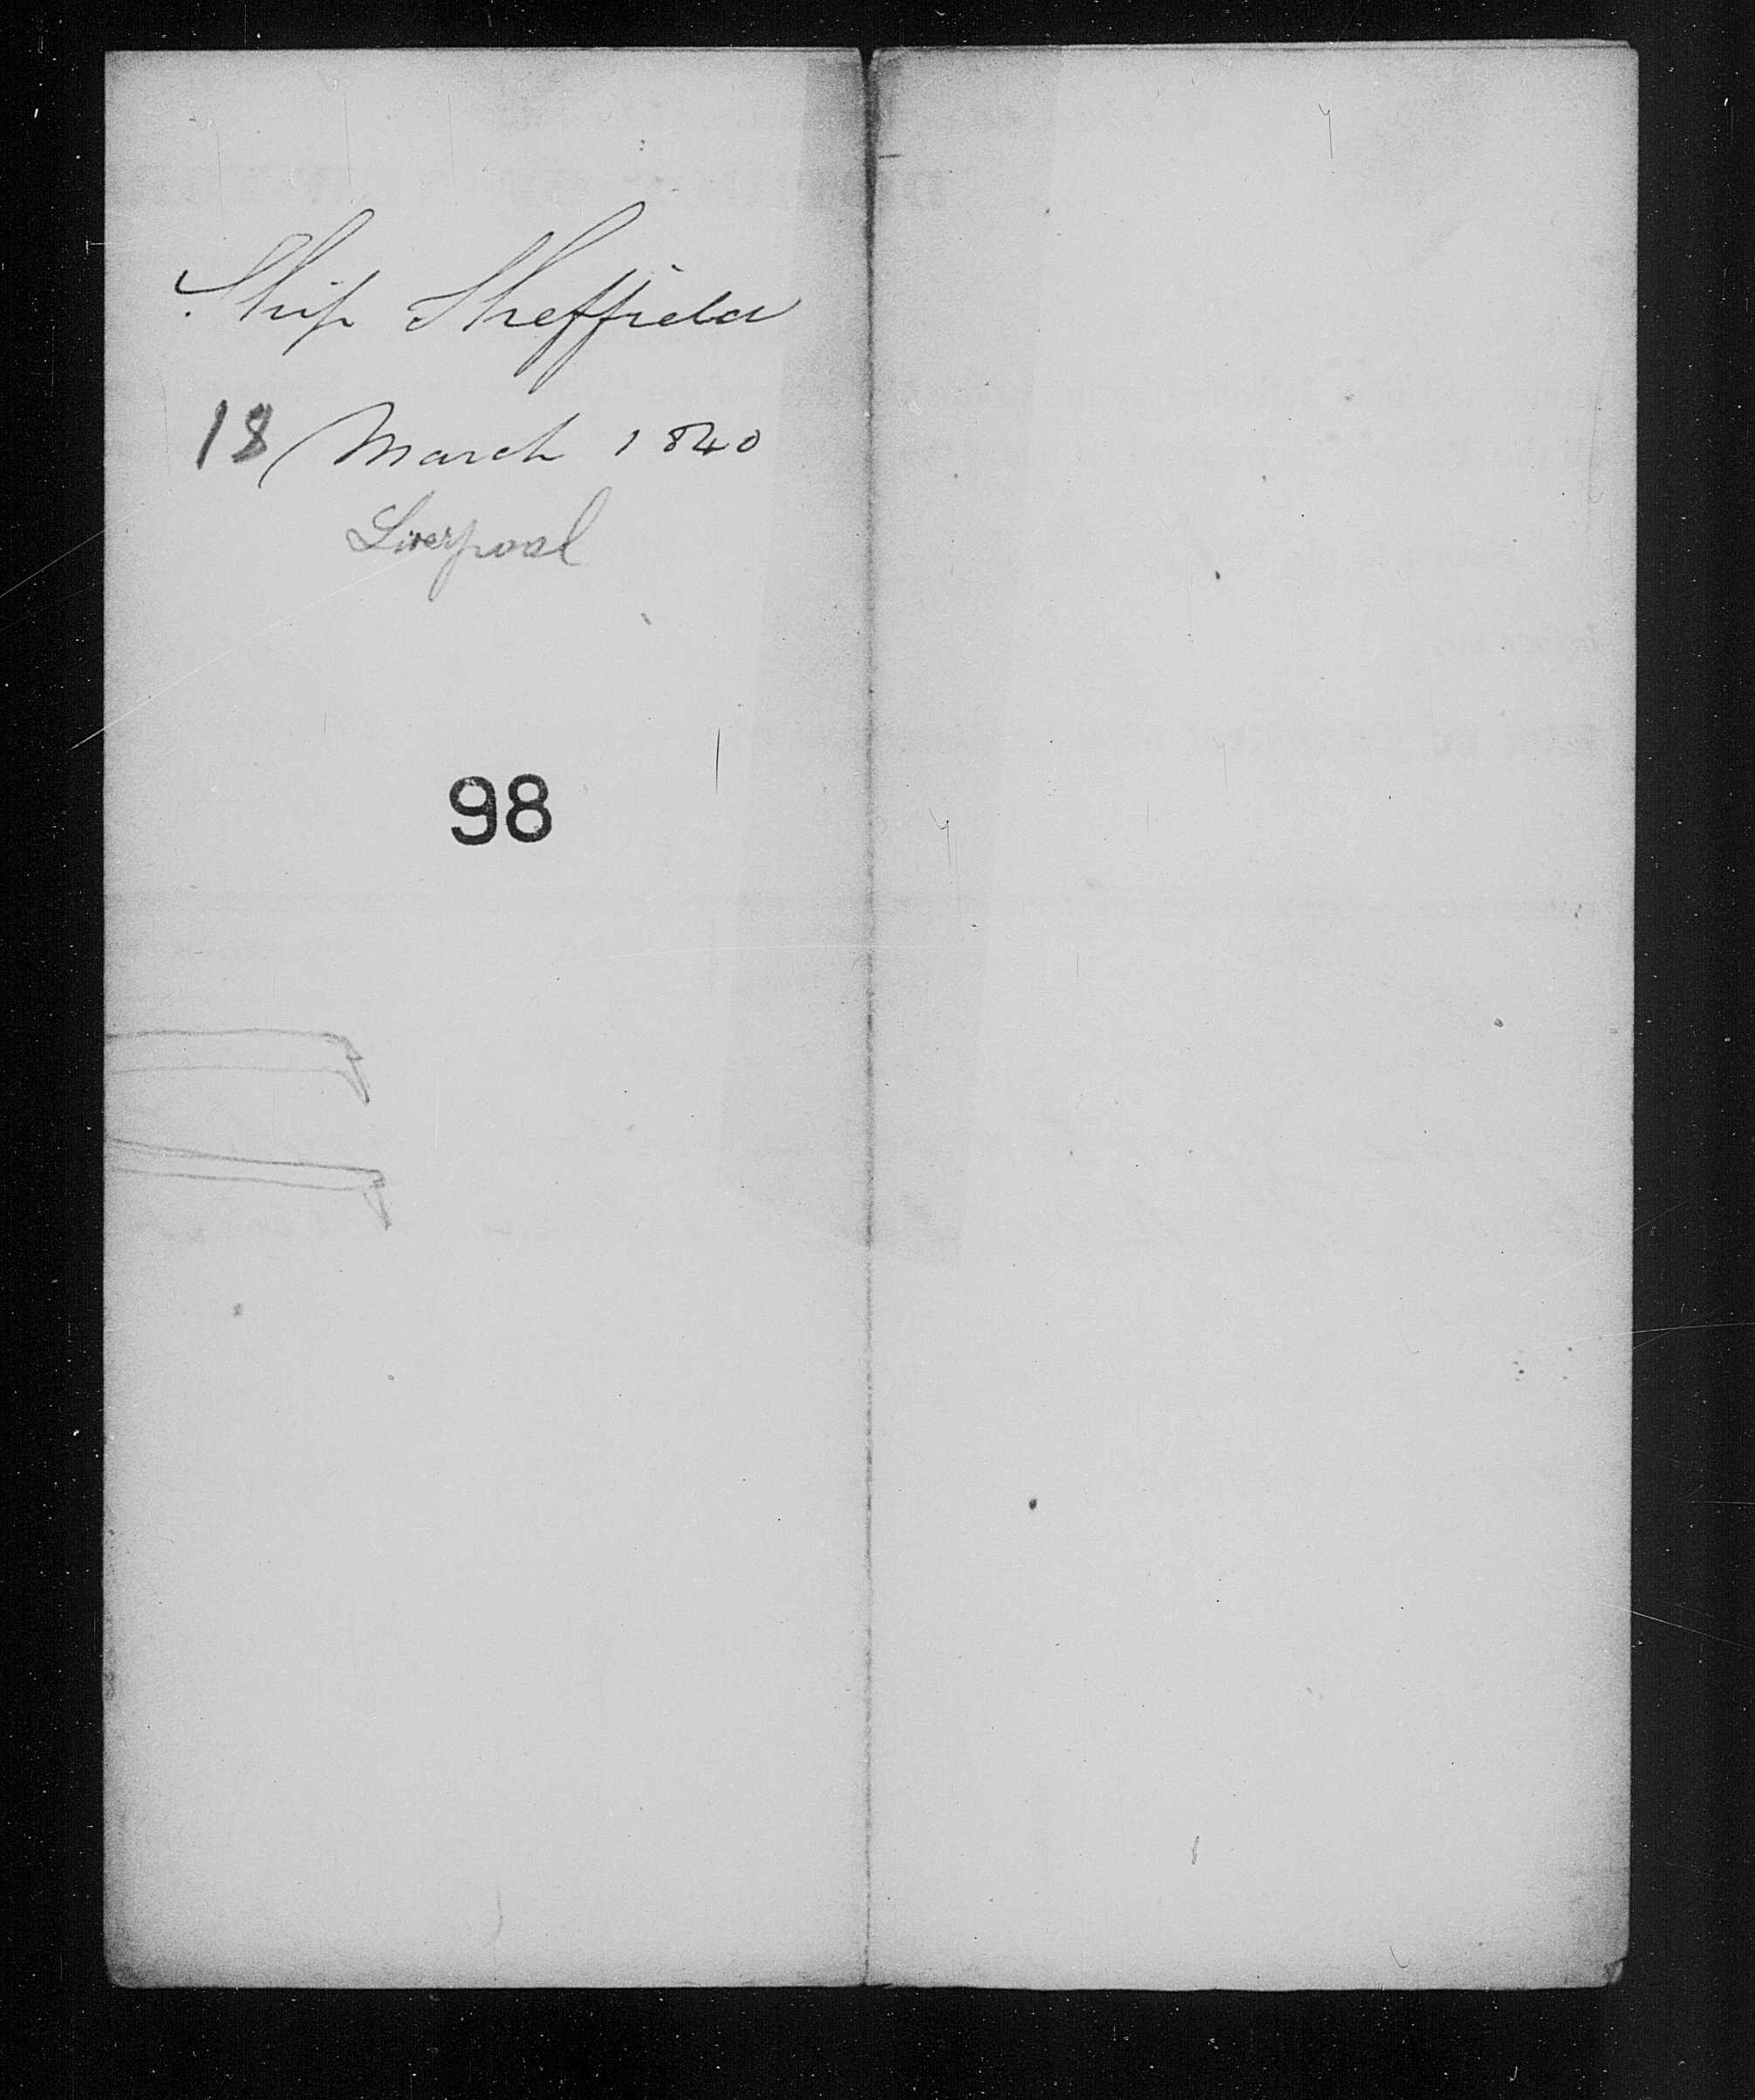 Ship Sheffield
18 March 1840
Liverpool
98